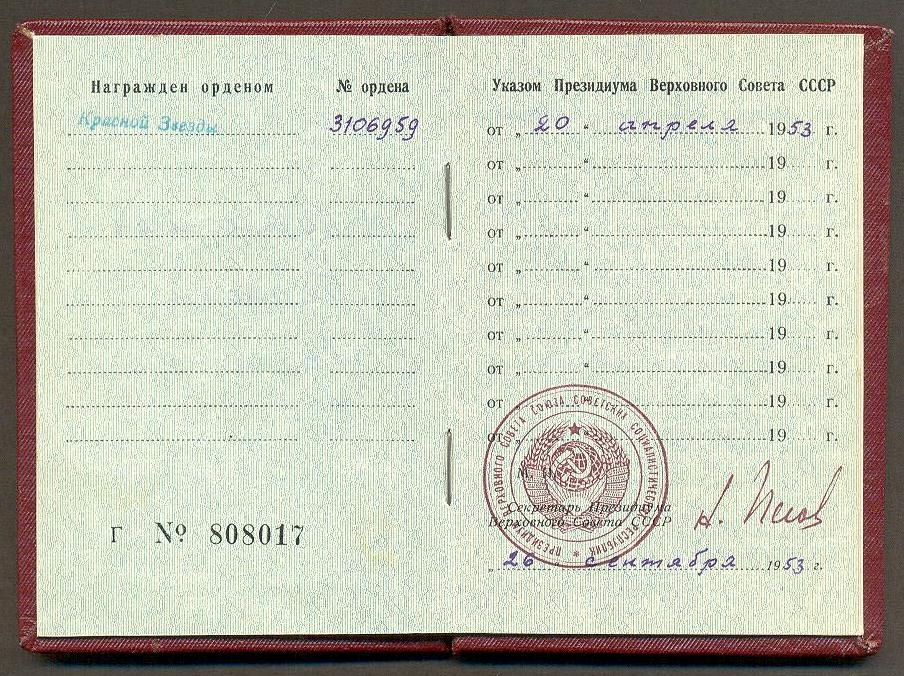 Награжден орденом
№ ордена
Указом Президиума Верховного Совета СССР
Красной Звезды
3106959
от „ 20 “ апреля 1953 г.
от „ “ 19 г.
от „ “ 19 г.
от „ “ 19 г.
от „ “ 19 г.
от „ “ 19 г.
от „ “ 19 г.
от „ “ 19 г.
от „ “ 19 г.
от „ “ 19 г.
ПРЕЗИДИУМ ВЕРХОВНОГО СОВЕТА СОЮЗА СОВЕТСКИХ СОЦИАЛИСТИЧЕСКИХ РЕСПУБЛИК
Секретарь Президиума
Верховного Совета СССР
Г № 808017
„ 26 “ сентября 1953 г.